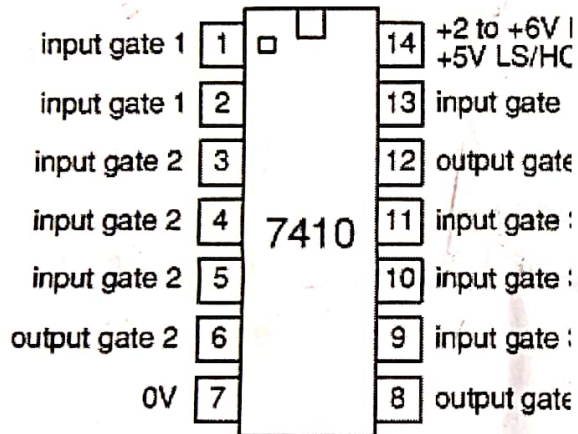 input gate 1 1 14 +2 to +6V
+5V LS/HC
input gate 1 2 13 input gate
input gate 2 3 12 output gate
input gate 2 4 11 input gate
7410
input gate 2 5 10 input gate
output gate 2 6 9 input gate
0V 7 8 output gate